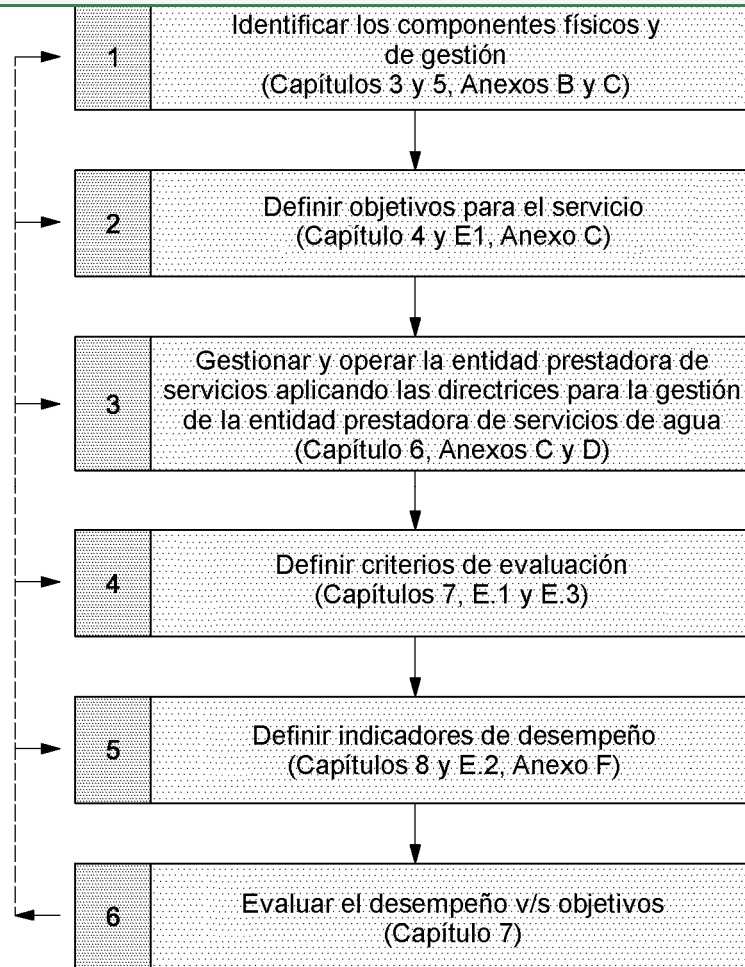 1
Identificar los componentes físicos y
de gestión
(Capítulos 3 y 5, Anexos B y C)
2
Definir objetivos para el servicio
(Capítulo 4 y E1, Anexo C)
3
Gestionar y operar la entidad prestadora de
servicios aplicando las directrices para la gestión
de la entidad prestadora de servicios de agua
(Capítulo 6, Anexos C y D)
4
Definir criterios de evaluación
(Capítulos 7, E.1 y E.3)
5
Definir indicadores de desempeño
(Capítulos 8 y E.2, Anexo F)
6
Evaluar el desempeño v/s objetivos
(Capítulo 7)